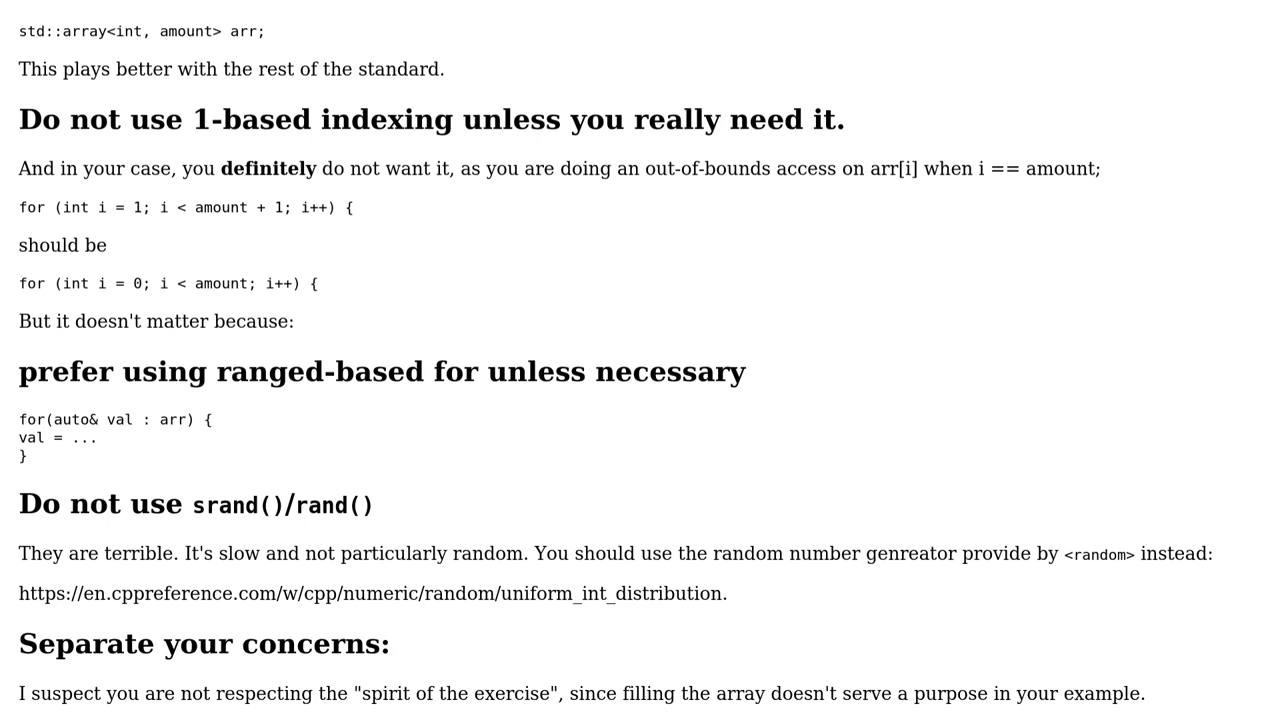 std::array<int, amount> arr;
This plays better with the rest of the standard.
Do not use 1-based indexing unless you really need it.
And in your case, you definitely do not want it, as you are doing an out-of-bounds access on arr[i] when i == amount;
for (int i = 1; i < amount + 1; i++) {
should be
for (int i = 0; i < amount; i++) {
But it doesn't matter because:
prefer using ranged-based for unless necessary
for(auto& val : arr) {
val = ...
}
Do not use srand()/rand()
They are terrible. It's slow and not particularly random. You should use the random number genreator provide by <random> instead:
https://en.cppreference.com/w/cpp/numeric/random/uniform_int_distribution.
Separate your concerns:
I suspect you are not respecting the "spirit of the exercise", since filling the array doesn't serve a purpose in your example.